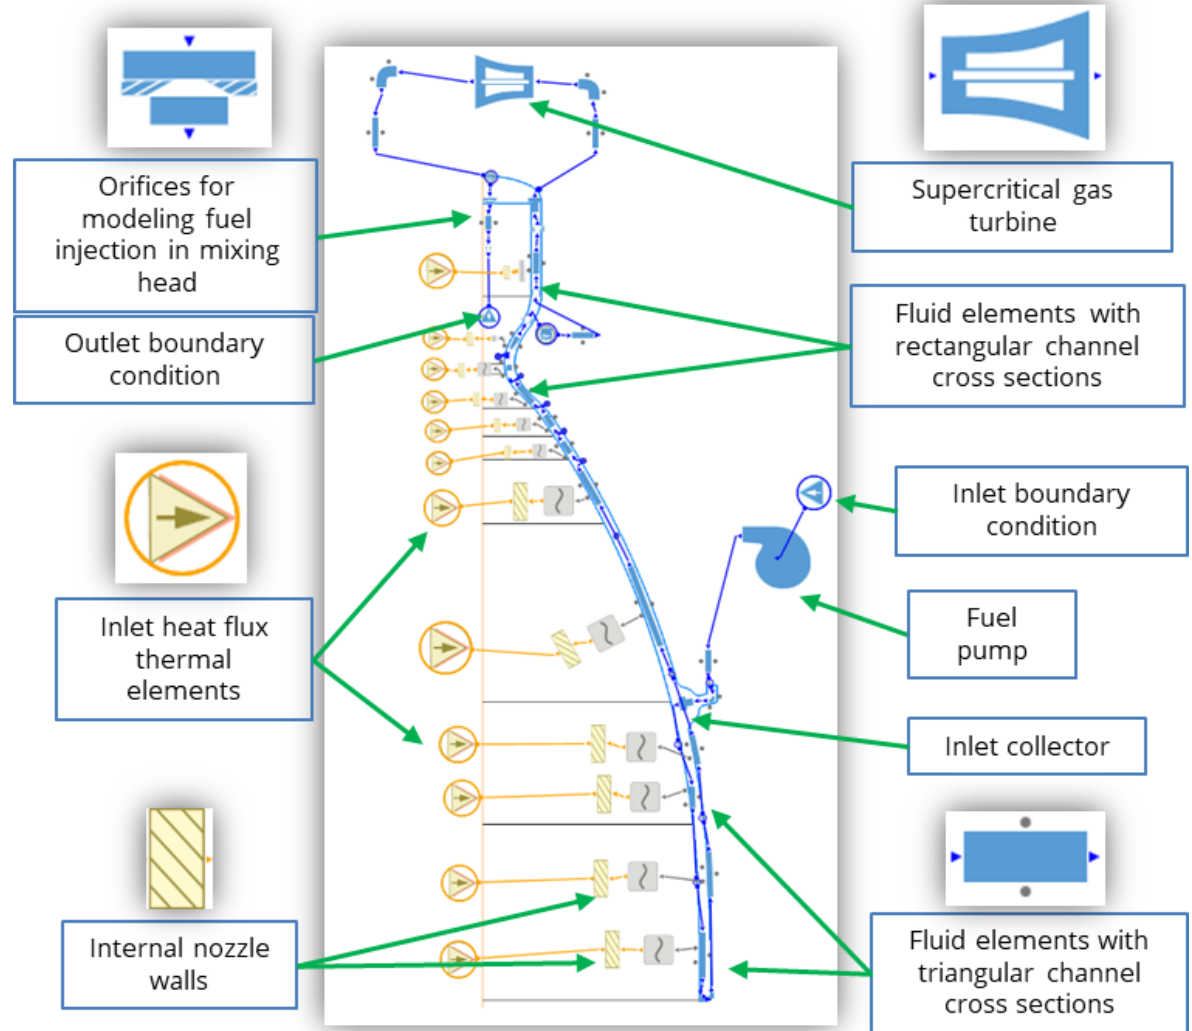 Orifices for
modeling fuel
injection in mixing
head
Outlet boundary
condition
Inlet heat flux
thermal
elements
Internal nozzle
walls
Supercritical gas
turbine
Fluid elements with
rectangular channel
cross sections
Inlet boundary
condition
Fuel
pump
Inlet collector
Fluid elements with
triangular channel
cross sections